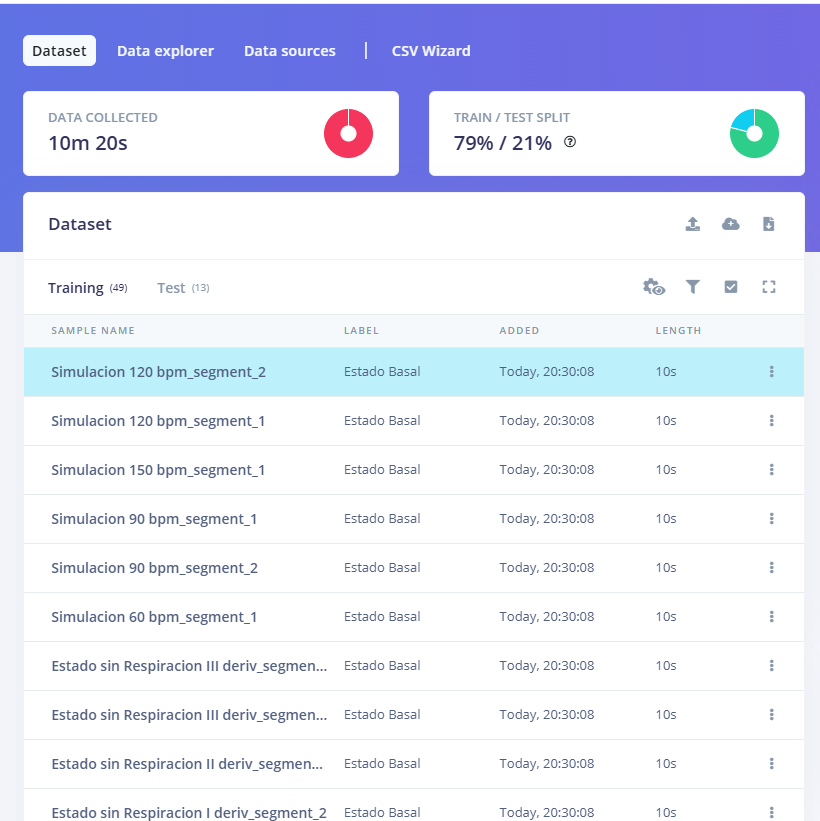 Dataset Data explorer Data sources | CSV Wizard
DATA COLLECTED
10m 20s
TRAIN / TEST SPLIT
79% / 21% ?
Dataset
Training (49) Test (13)
SAMPLE NAME LABEL ADDED LENGTH
Simulacion 120 bpm_segment_2 Estado Basal Today, 20:30:08 10s
Simulacion 120 bpm_segment_1 Estado Basal Today, 20:30:08 10s
Simulacion 150 bpm_segment_1 Estado Basal Today, 20:30:08 10s
Simulacion 90 bpm_segment_1 Estado Basal Today, 20:30:08 10s
Simulacion 90 bpm_segment_2 Estado Basal Today, 20:30:08 10s
Simulacion 60 bpm_segment_1 Estado Basal Today, 20:30:08 10s
Estado sin Respiracion III deriv_segmen... Estado Basal Today, 20:30:08 10s
Estado sin Respiracion III deriv_segmen... Estado Basal Today, 20:30:08 10s
Estado sin Respiracion II deriv_segmen... Estado Basal Today, 20:30:08 10s
Estado sin Respiracion I deriv_segment_2 Estado Basal Today, 20:30:08 10s